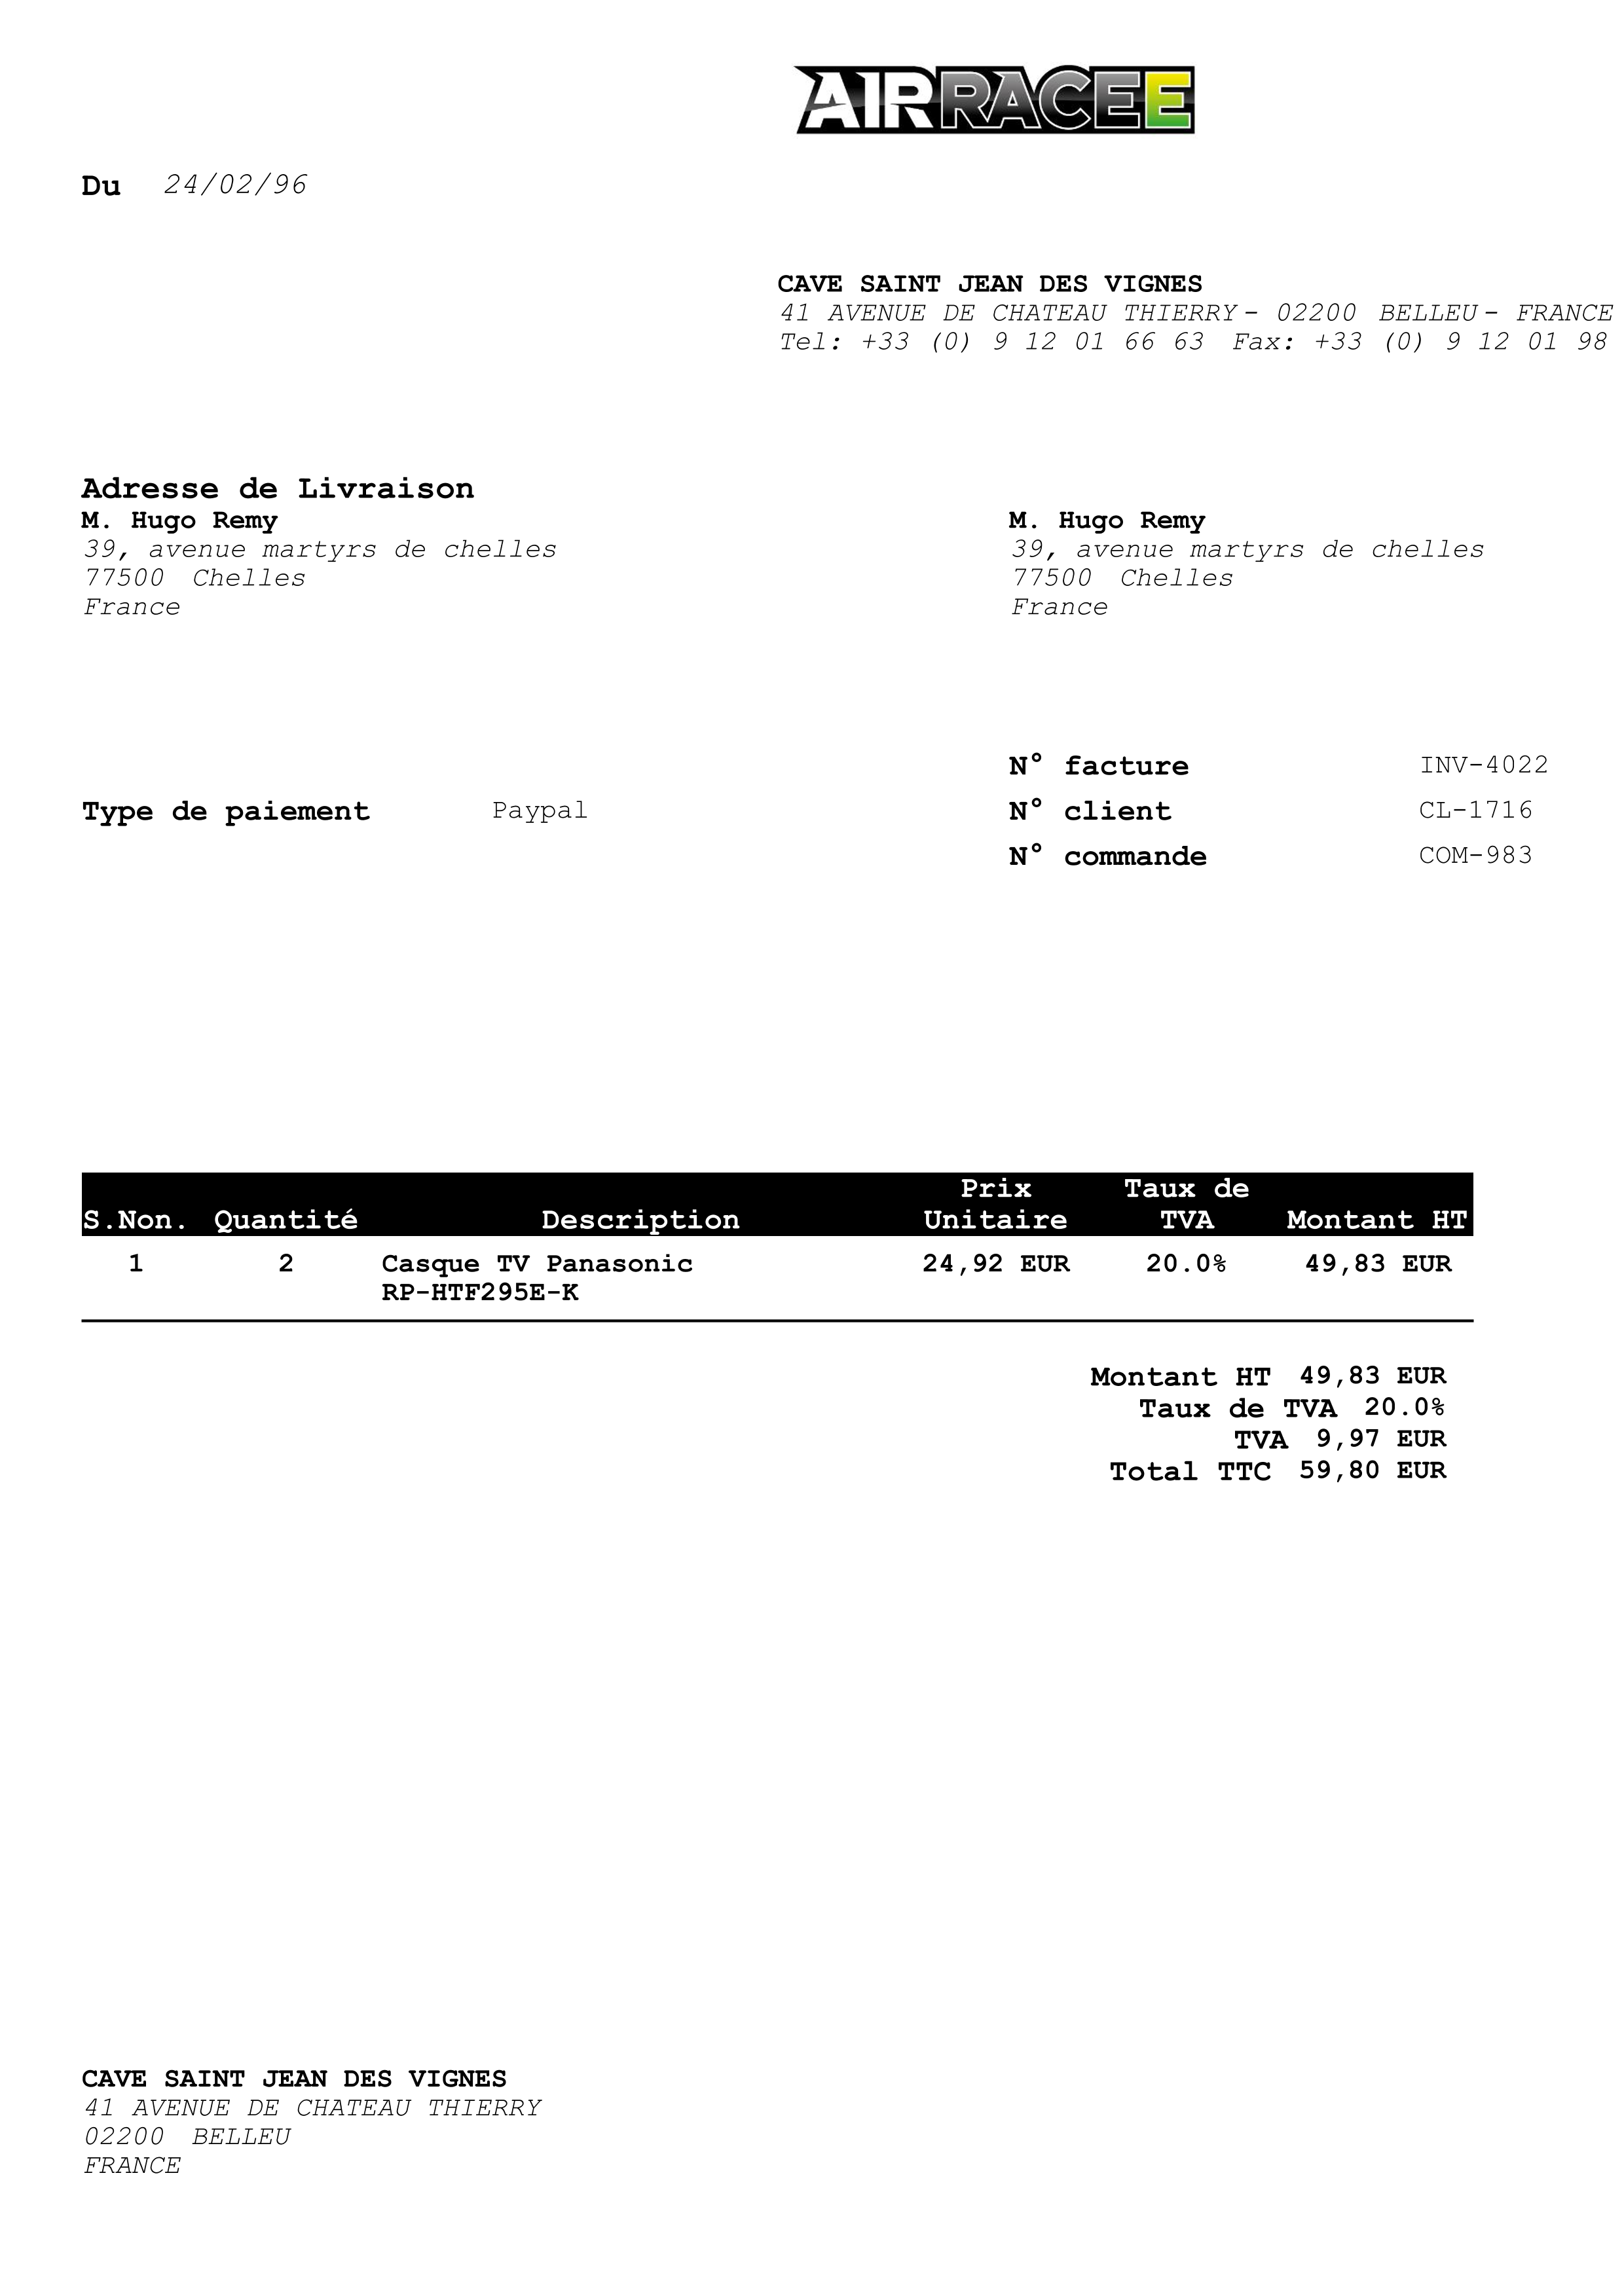 AIRRACEE
Du 24/02/96
CAVE SAINT JEAN DES VIGNES
41 AVENUE DE CHATEAU THIERRY - 02200 BELLEU - FRANCE
Tel: +33 (0) 9 12 01 66 63 Fax: +33 (0) 9 12 01 98
Adresse de Livraison
M. Hugo Remy
39, avenue martyrs de chelles
77500 Chelles
France
M. Hugo Remy
39, avenue martyrs de chelles
77500 Chelles
France
N° facture INV-4022
Type de paiement Paypal
N° client CL-1716
N° commande COM-983
S.Non. Quantité Description Prix Unitaire Taux de TVA Montant HT
1 2 Casque TV Panasonic 24,92 EUR 20.0% 49,83 EUR
RP-HTF295E-K
Montant HT 49,83 EUR
Taux de TVA 20.0%
TVA 9,97 EUR
Total TTC 59,80 EUR
CAVE SAINT JEAN DES VIGNES
41 AVENUE DE CHATEAU THIERRY
02200 BELLEU
FRANCE